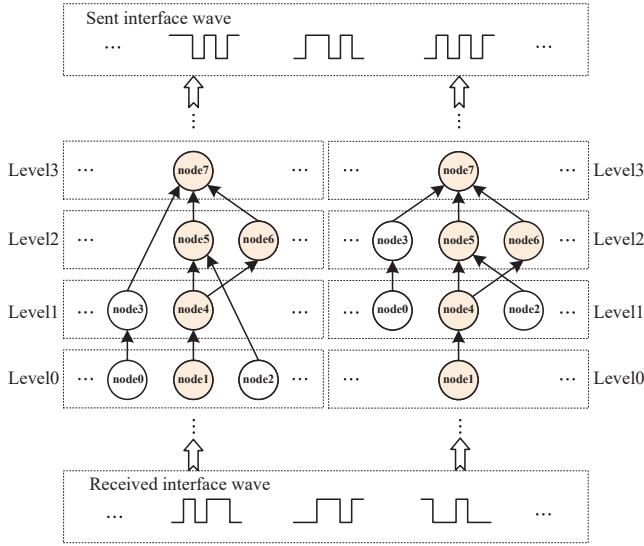 Sent interface wave
... ...
Level3 ... node7 ... ... node7 ... Level3
Level2 ... node5 node6 ... ... node3 node5 node6 ... Level2
Level1 ... node3 node4 ... ... node0 node4 node2 ... Level1
Level0 ... node0 node1 node2 ... ... node1 ... Level0
Received interface wave
... ...